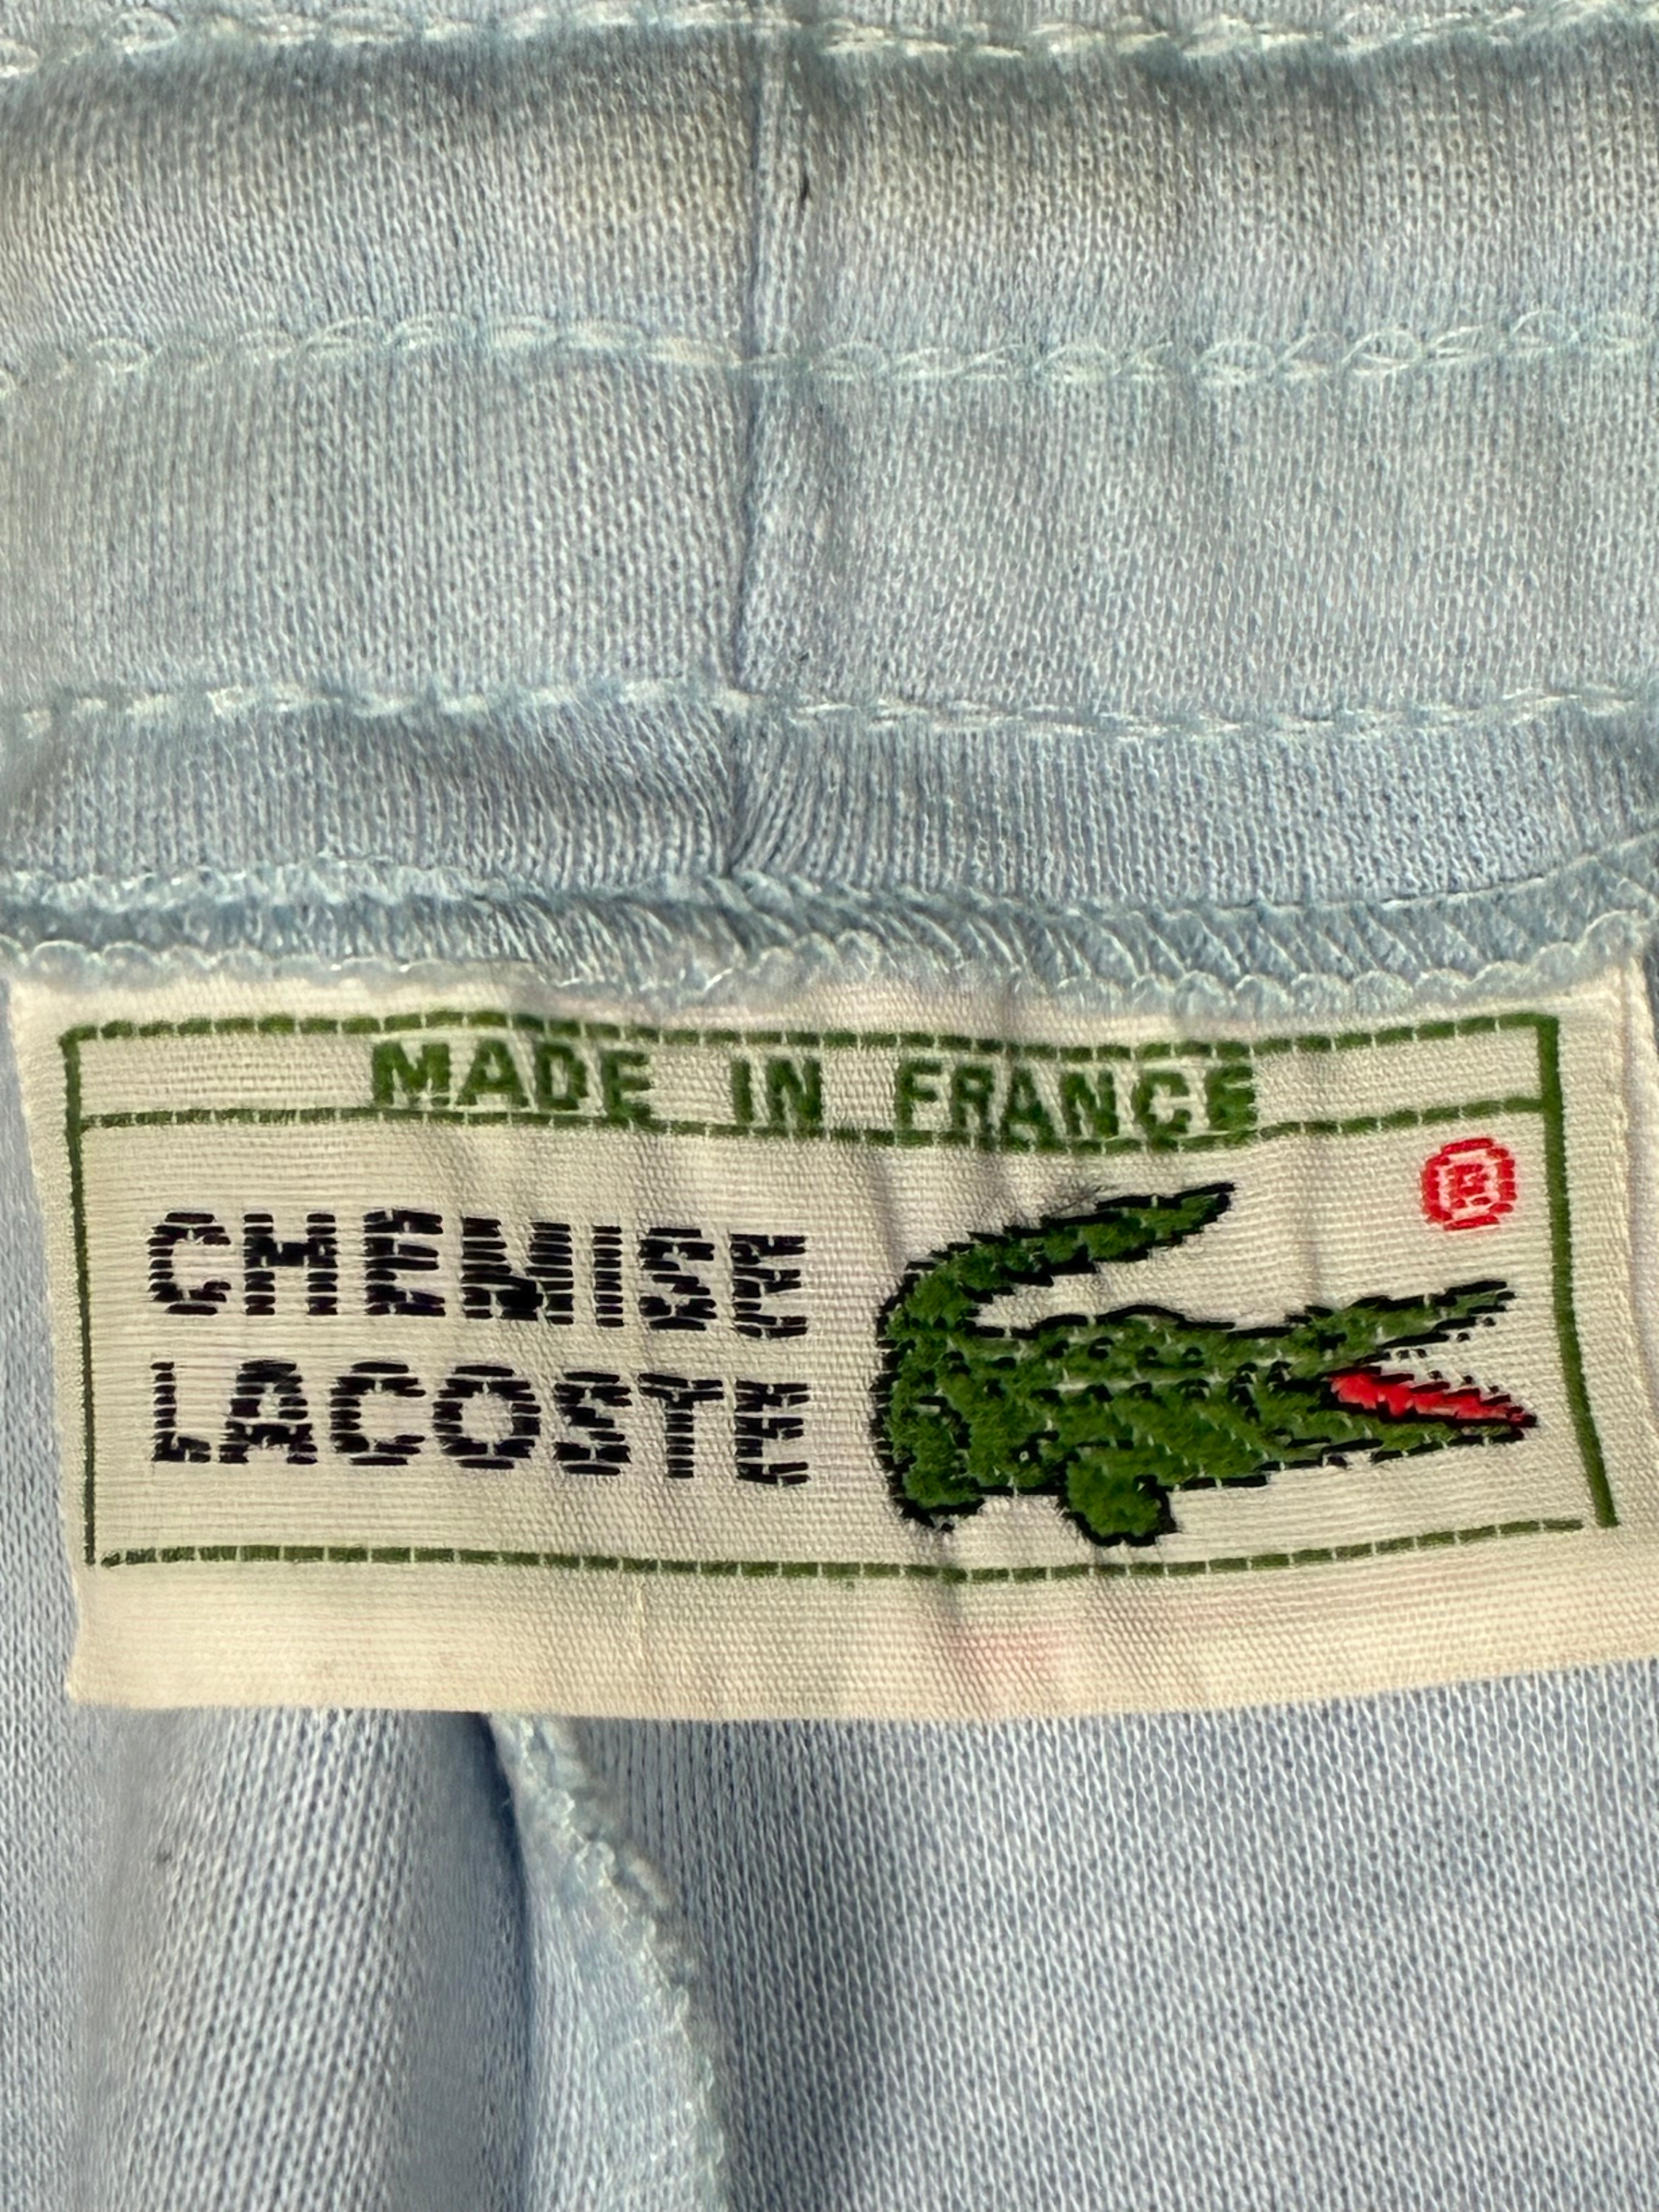 MADE IN FRANCE
®
CHEMISE
LACOSTE